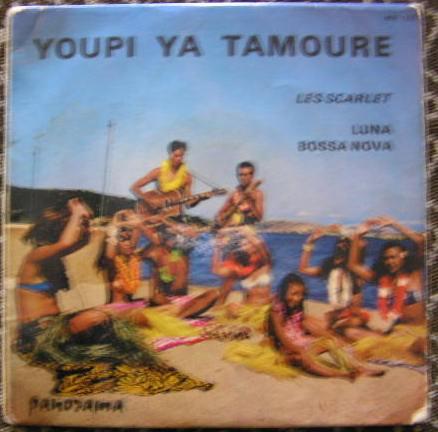 YOUPI YA TAMOURE
LES SCARLET
LUNA
BOSSA NOVA
PANORAMA